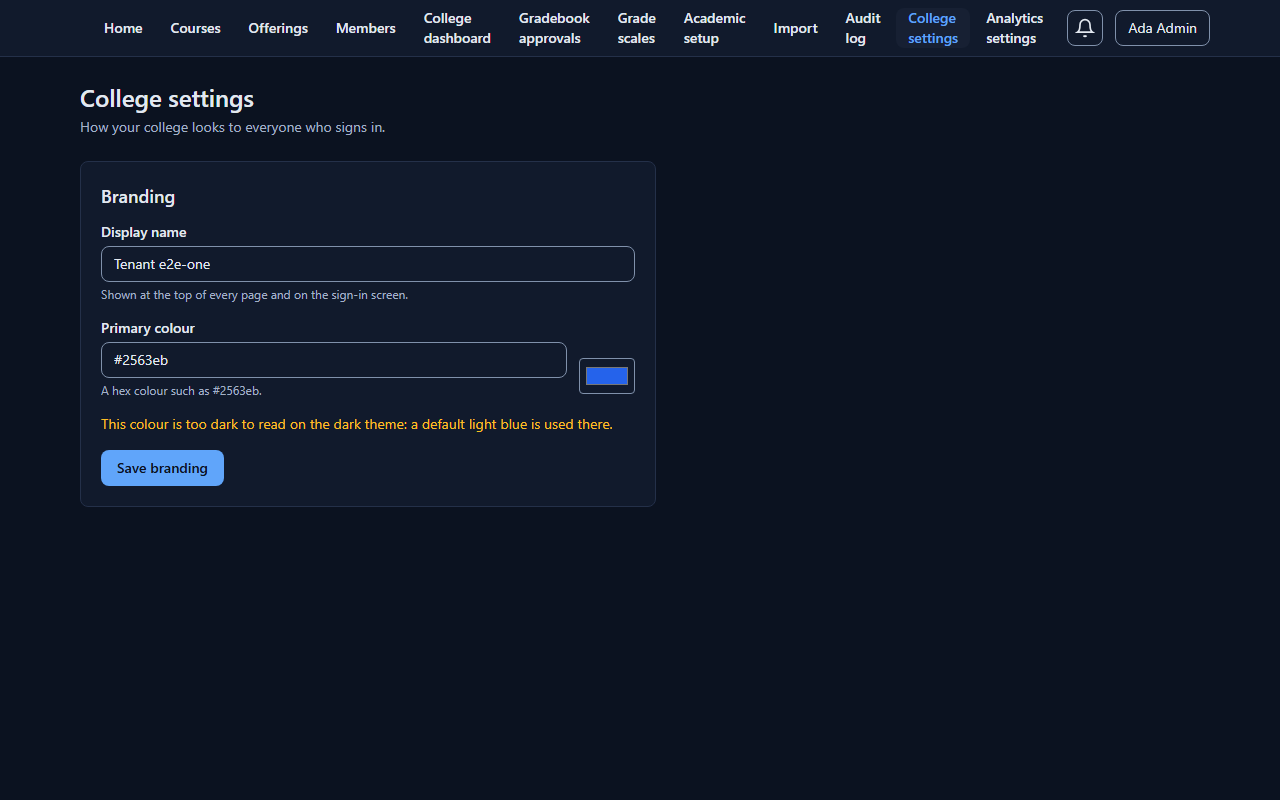 Home
Courses
Offerings
Members
College
dashboard
Gradebook
approvals
Grade
scales
Academic
setup
Import
Audit
log
College
settings
Analytics
settings
Ada Admin
College settings
How your college looks to everyone who signs in.
Branding
Display name
Tenant e2e-one
Shown at the top of every page and on the sign-in screen.
Primary colour
#2563eb
A hex colour such as #2563eb.
This colour is too dark to read on the dark theme: a default light blue is used there.
Save branding